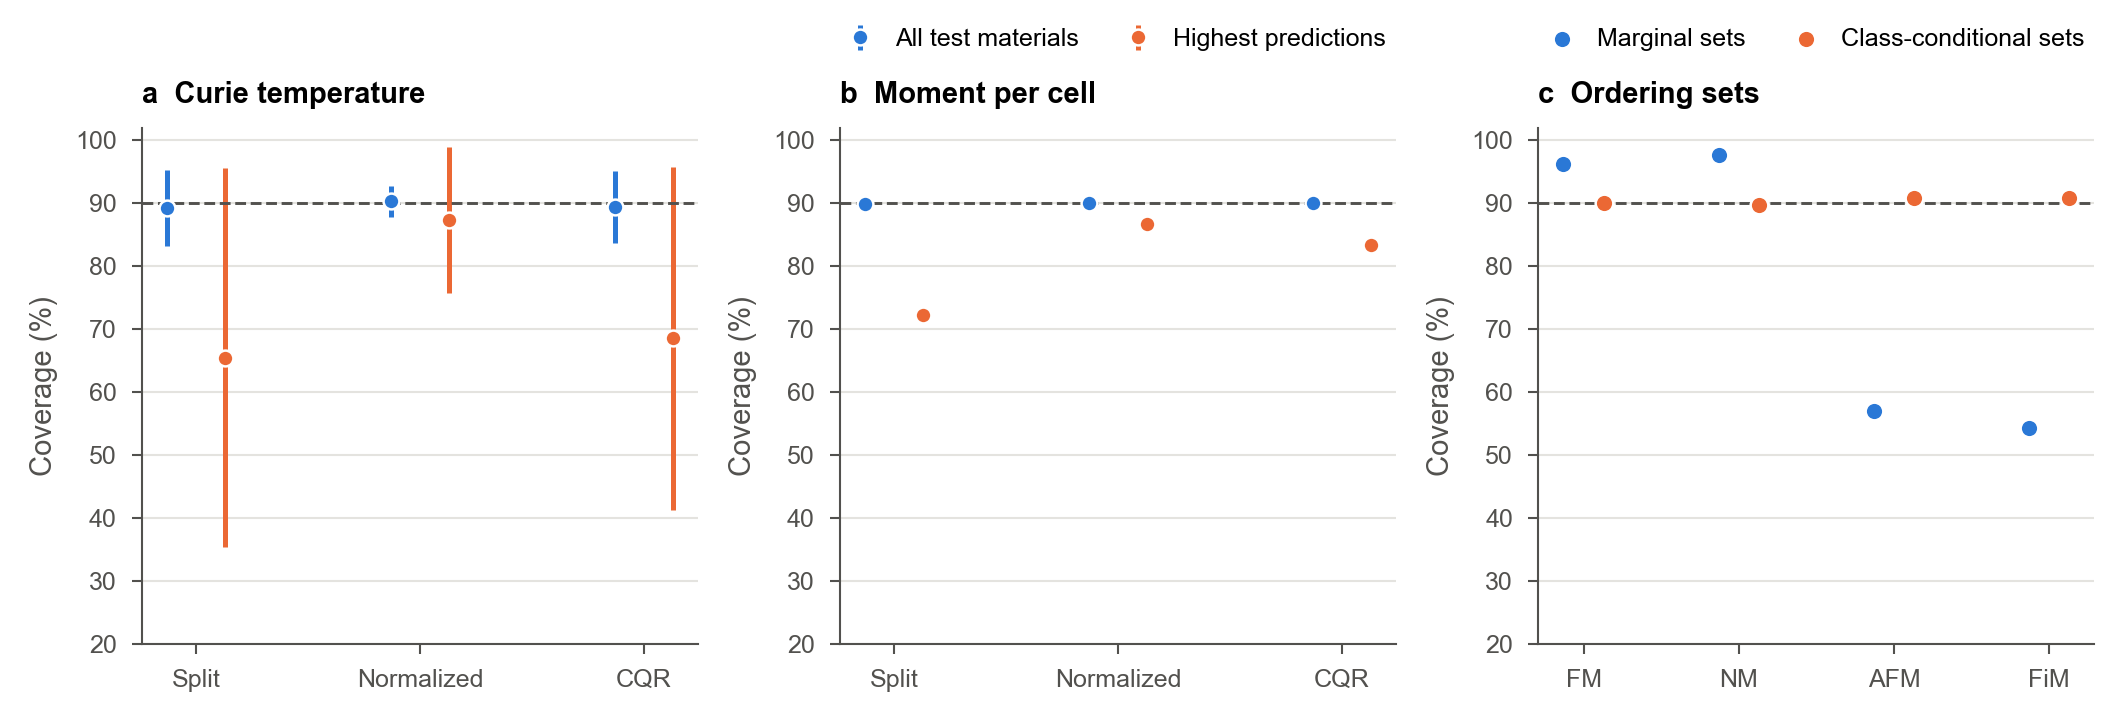 All test materials
Highest predictions
Marginal sets
Class-conditional sets
a Curie temperature
Coverage (%)
100
90
80
70
60
50
40
30
20
Split
Normalized
CQR
b Moment per cell
Coverage (%)
100
90
80
70
60
50
40
30
20
Split
Normalized
CQR
c Ordering sets
Coverage (%)
100
90
80
70
60
50
40
30
20
FM
NM
AFM
FiM